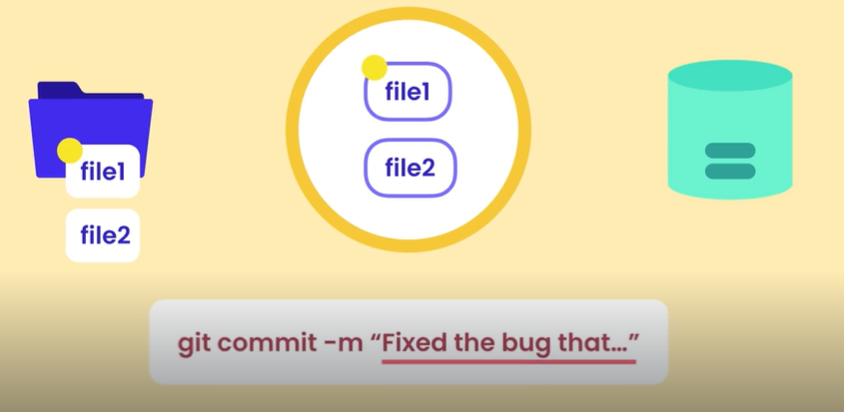 file1
file2
file1
file2
git commit -m “Fixed the bug that...”